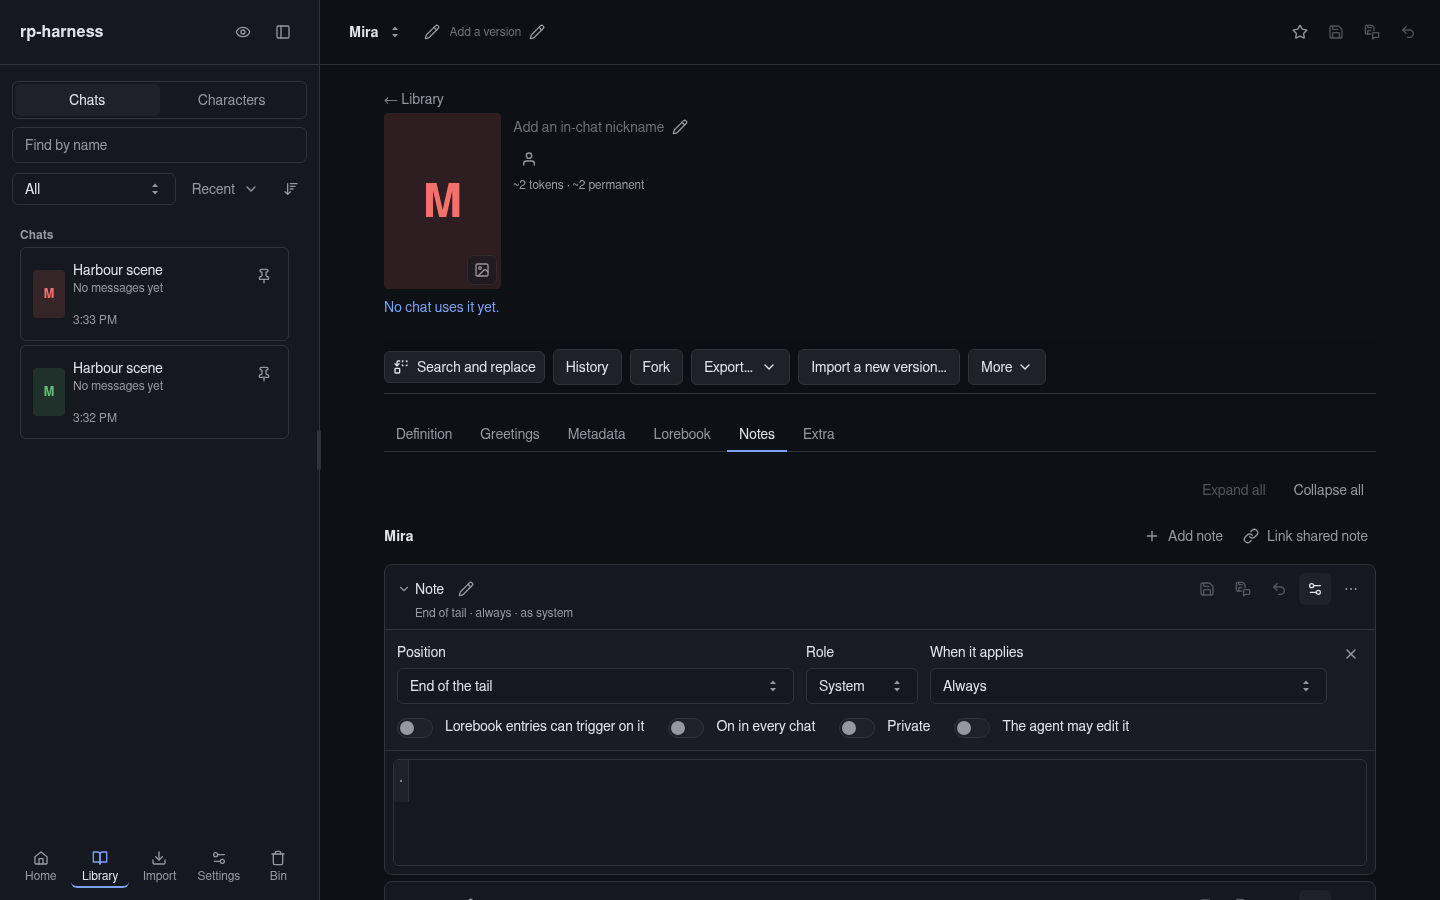 rp-harness
Chats
Characters
Find by name
All
Recent
Chats
M
Harbour scene
No messages yet
3:33 PM
M
Harbour scene
No messages yet
3:32 PM
Home
Library
Import
Settings
Bin
Mira
Add a version
← Library
M
Add an in-chat nickname
~2 tokens · ~2 permanent
No chat uses it yet.
Search and replace
History
Fork
Export...
Import a new version...
More
Definition
Greetings
Metadata
Lorebook
Notes
Extra
Expand all
Collapse all
Mira
Add note
Link shared note
Note
End of tail · always · as system
Position
Role
When it applies
End of the tail
System
Always
Lorebook entries can trigger on it
On in every chat
Private
The agent may edit it